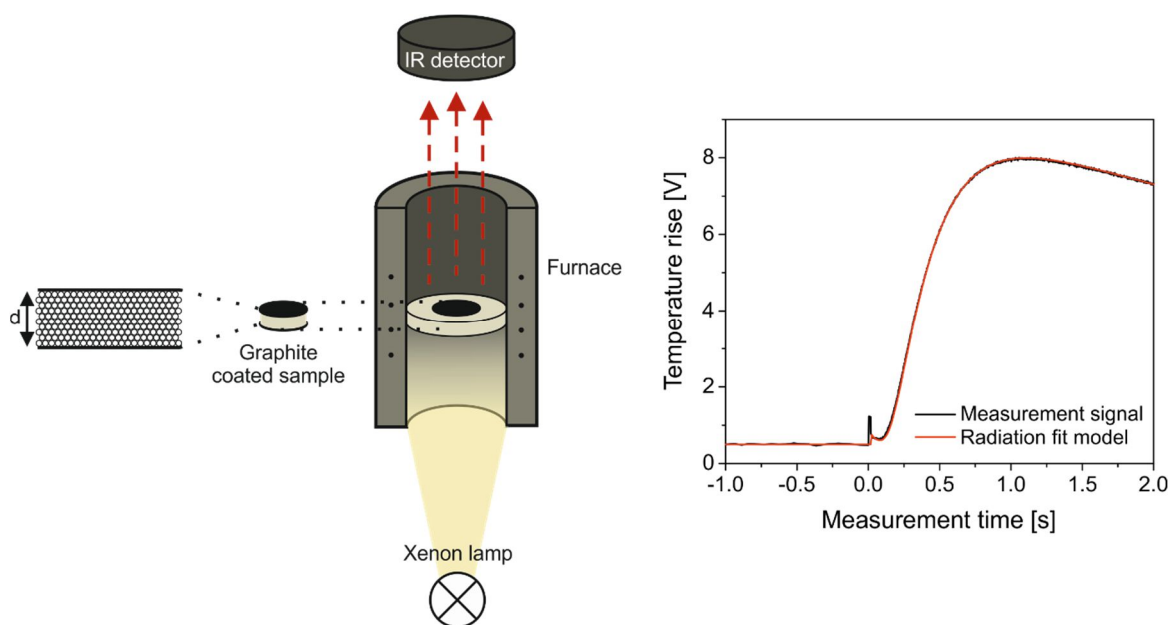 IR detector
Furnace
d
Graphite
coated sample
Xenon lamp
Temperature rise [V]
8
6
4
2
0
Measurement signal
Radiation fit model
-1.0 -0.5 0.0 0.5 1.0 1.5 2.0
Measurement time [s]